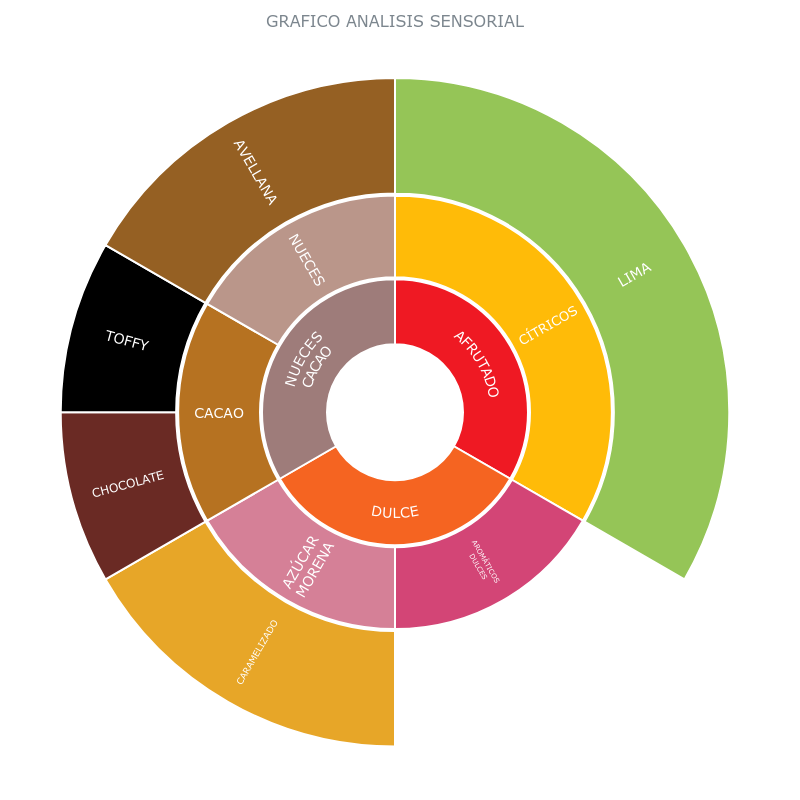 GRAFICO ANALISIS SENSORIAL
AVELLANA
LIMA
NUECES
CÍTRICOS
NUECES
CACAO
AFRUTADO
TOFFY
CACAO
CHOCOLATE
DULCE
AZÚCAR
MORENA
AROMÁTICOS
DULCES
CARAMELIZADO